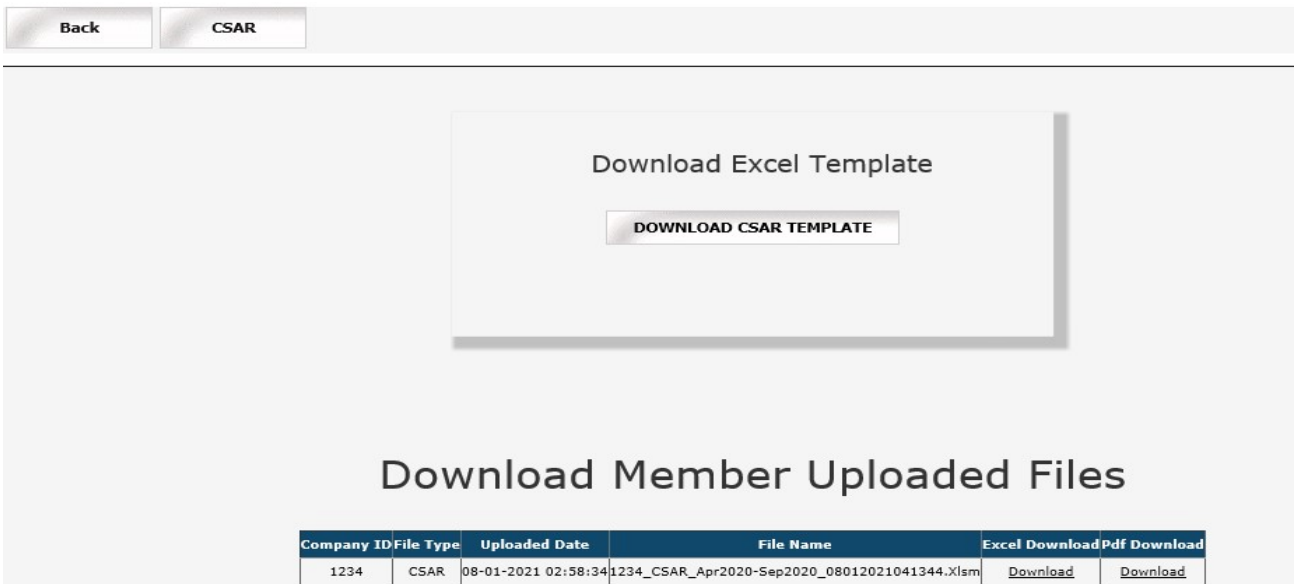 Back CSAR
Download Excel Template
DOWNLOAD CSAR TEMPLATE
Download Member Uploaded Files
Company ID File Type Uploaded Date File Name Excel Download Pdf Download
1234 CSAR 08-01-2021 02:58:34 1234_CSAR_Apr2020-Sep2020_08012021041344.Xlsm Download Download